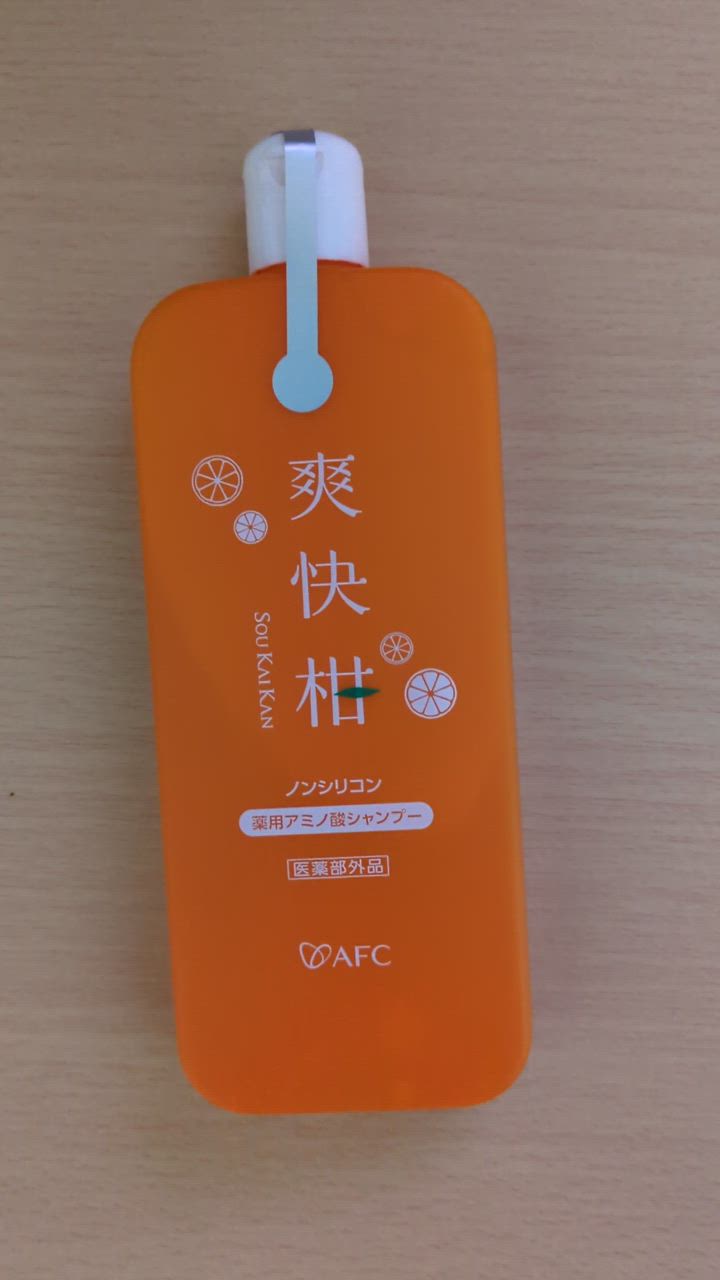 爽快柑
SOU KAI KAN
ノンシリコン
薬用アミノ酸シャンプー
医薬部外品
AFC